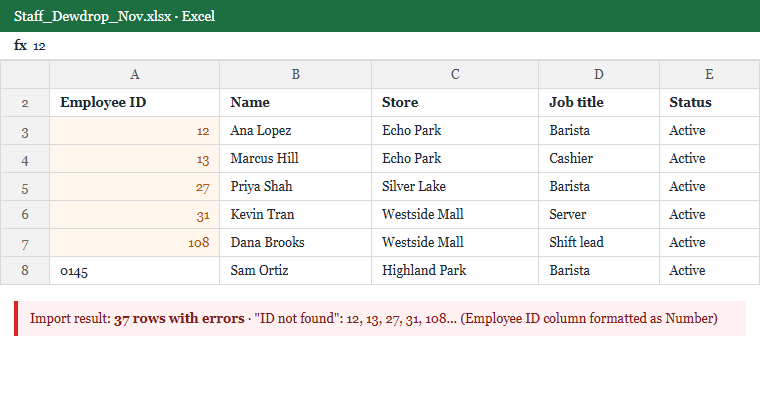 Staff_Dewdrop_Nov.xlsx · Excel
fx 12
A B C D E
2 Employee ID Name Store Job title Status
3 12 Ana Lopez Echo Park Barista Active
4 13 Marcus Hill Echo Park Cashier Active
5 27 Priya Shah Silver Lake Barista Active
6 31 Kevin Tran Westside Mall Server Active
7 108 Dana Brooks Westside Mall Shift lead Active
8 0145 Sam Ortiz Highland Park Barista Active
Import result: 37 rows with errors · "ID not found": 12, 13, 27, 31, 108... (Employee ID column formatted as Number)